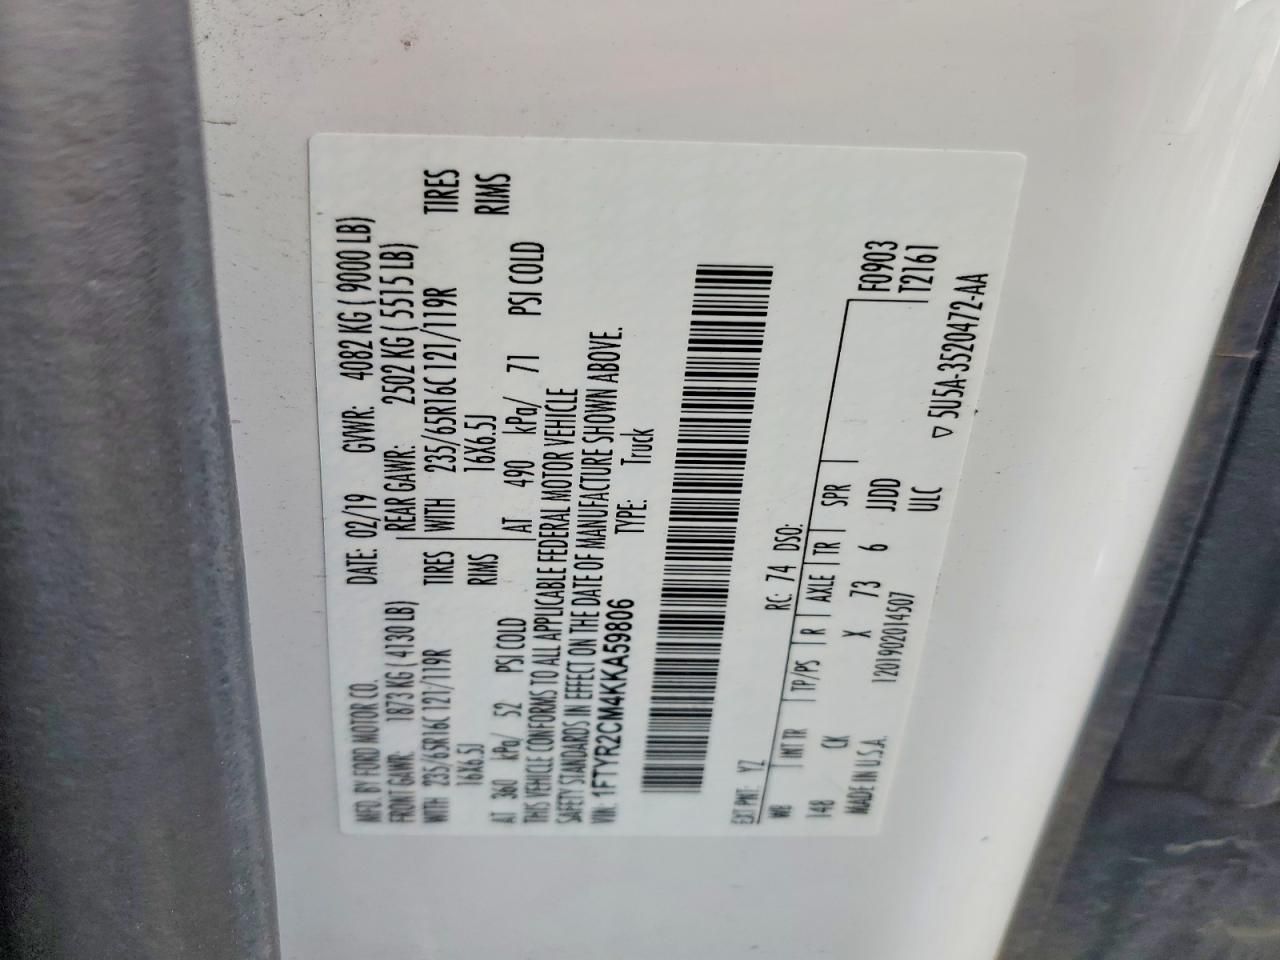 MFD. BY FORD MOTOR CO. DATE: 02/19 GVWR: 4082 KG ( 9000 LB)
FRONT GAWR: 1873 KG ( 4130 LB) REAR GAWR: 2502 KG ( 5515 LB)
WITH 235/65R16C 121/119R TIRES WITH 235/65R16C 121/119R TIRES
16X6.5J RIMS 16X6.5J RIMS
AT 360 kPa/ 52 PSI COLD AT 490 kPa/ 71 PSI COLD
THIS VEHICLE CONFORMS TO ALL APPLICABLE FEDERAL MOTOR VEHICLE
SAFETY STANDARDS IN EFFECT ON THE DATE OF MANUFACTURE SHOWN ABOVE.
VIN: 1FTYR2CM4KKA59806 TYPE: Truck
EXT PNT: YZ RC: 74 DSO:
WB INT TR TP/PS R AXLE TR SPR F0903
148 CK X 73 6 JJDD T2161
MADE IN U.S.A. 1201902014507 ULC
▽ 5U5A-3520472-AA